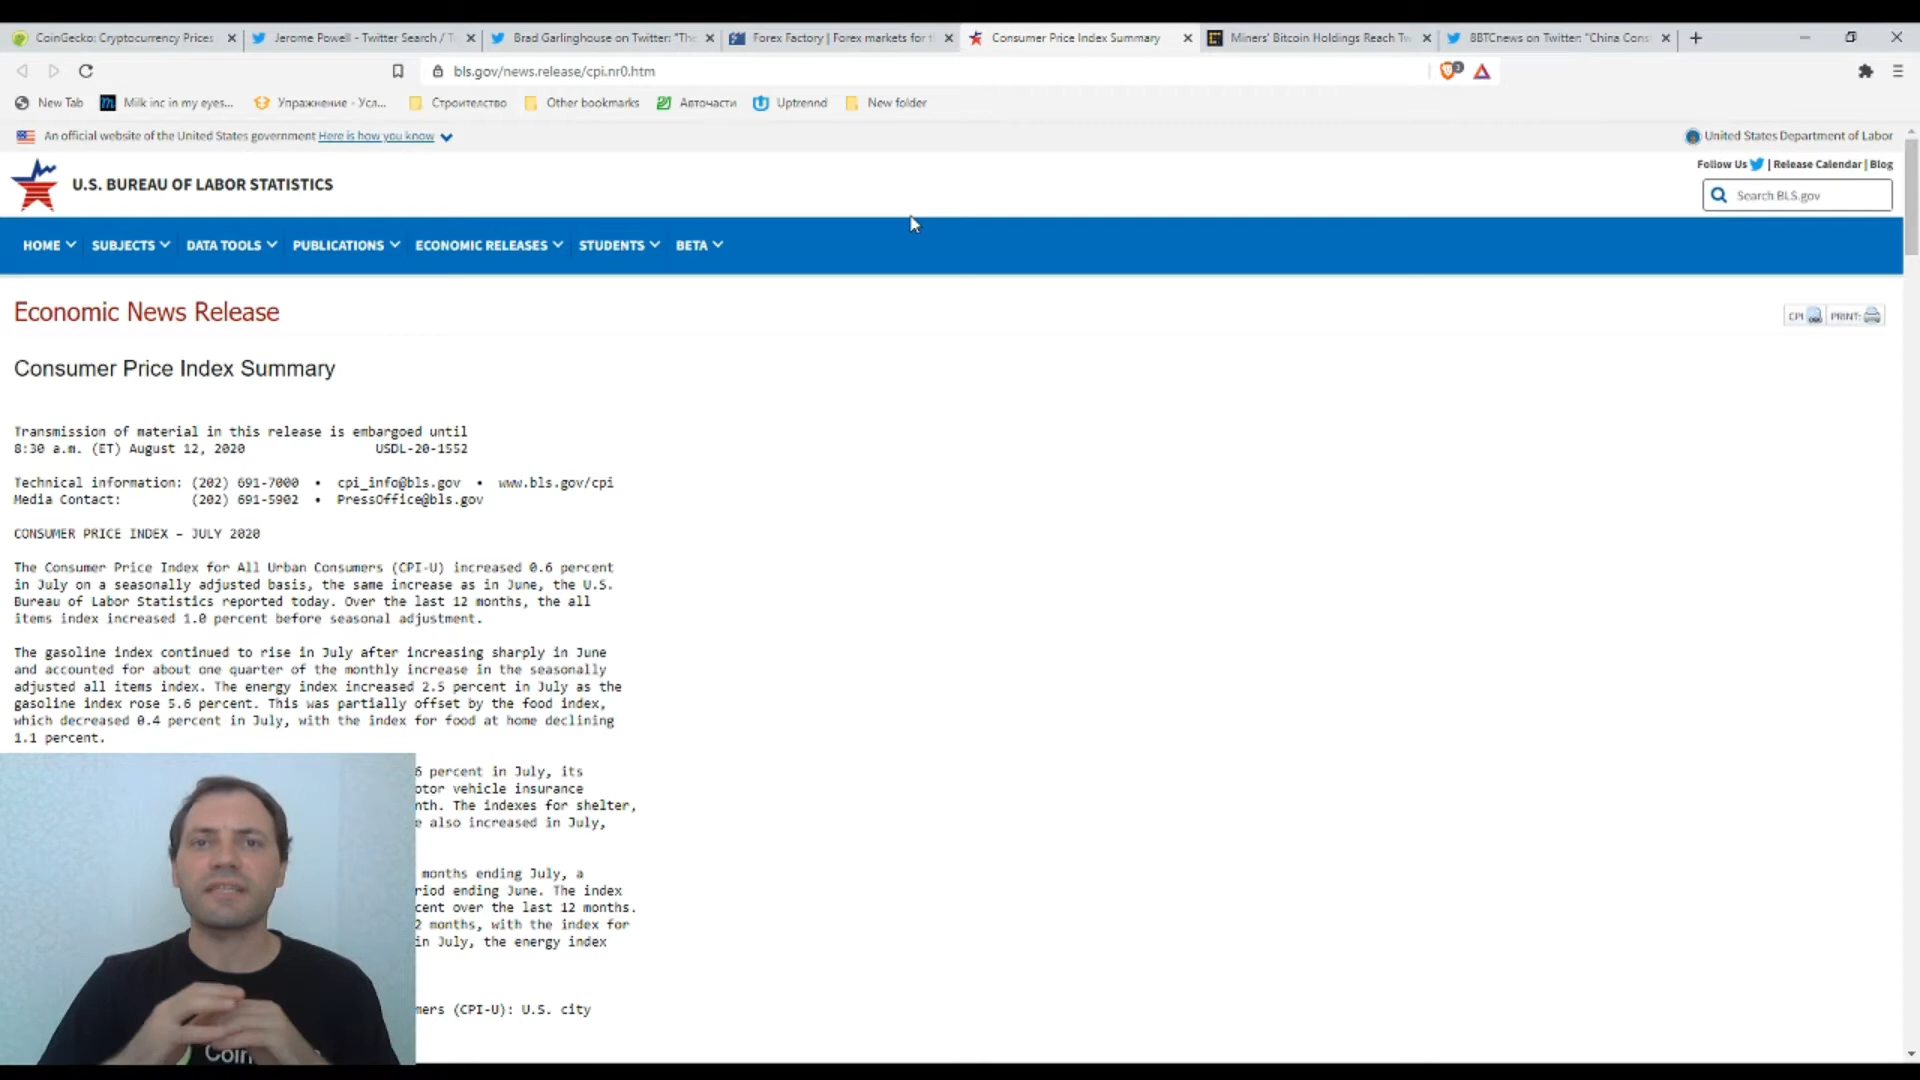 CoinGecko: Cryptocurrency Prices
Jerome Powell - Twitter Search / T
Brad Garlinghouse on Twitter: "The
Forex Factory | Forex markets for t
Consumer Price Index Summary
Miners' Bitcoin Holdings Reach Tw
8BTCnews on Twitter: "China Cons
bls.gov/news.release/cpi.nr0.htm
3
New Tab
Milk inc in my eyes...
Упражнение - Усл...
Строителство
Other bookmarks
Авточасти
Uptrennd
New folder
An official website of the United States government Here is how you know
United States Department of Labor
Follow Us | Release Calendar | Blog
U.S. BUREAU OF LABOR STATISTICS
Search BLS.gov
HOME SUBJECTS DATA TOOLS PUBLICATIONS ECONOMIC RELEASES STUDENTS BETA
Economic News Release
CPI PRINT:
Consumer Price Index Summary
Transmission of material in this release is embargoed until
8:30 a.m. (ET) August 12, 2020 USDL-20-1552
Technical information: (202) 691-7000 • cpi_info@bls.gov • www.bls.gov/cpi
Media Contact: (202) 691-5902 • PressOffice@bls.gov
CONSUMER PRICE INDEX – JULY 2020
The Consumer Price Index for All Urban Consumers (CPI-U) increased 0.6 percent
in July on a seasonally adjusted basis, the same increase as in June, the U.S.
Bureau of Labor Statistics reported today. Over the last 12 months, the all
items index increased 1.0 percent before seasonal adjustment.
The gasoline index continued to rise in July after increasing sharply in June
and accounted for about one quarter of the monthly increase in the seasonally
adjusted all items index. The energy index increased 2.5 percent in July as the
gasoline index rose 5.6 percent. This was partially offset by the food index,
which decreased 0.4 percent in July, with the index for food at home declining
1.1 percent.
6 percent in July, its
otor vehicle insurance
nth. The indexes for shelter,
e also increased in July,
months ending July, a
riod ending June. The index
cent over the last 12 months.
2 months, with the index for
in July, the energy index
mers (CPI-U): U.S. city
Coin